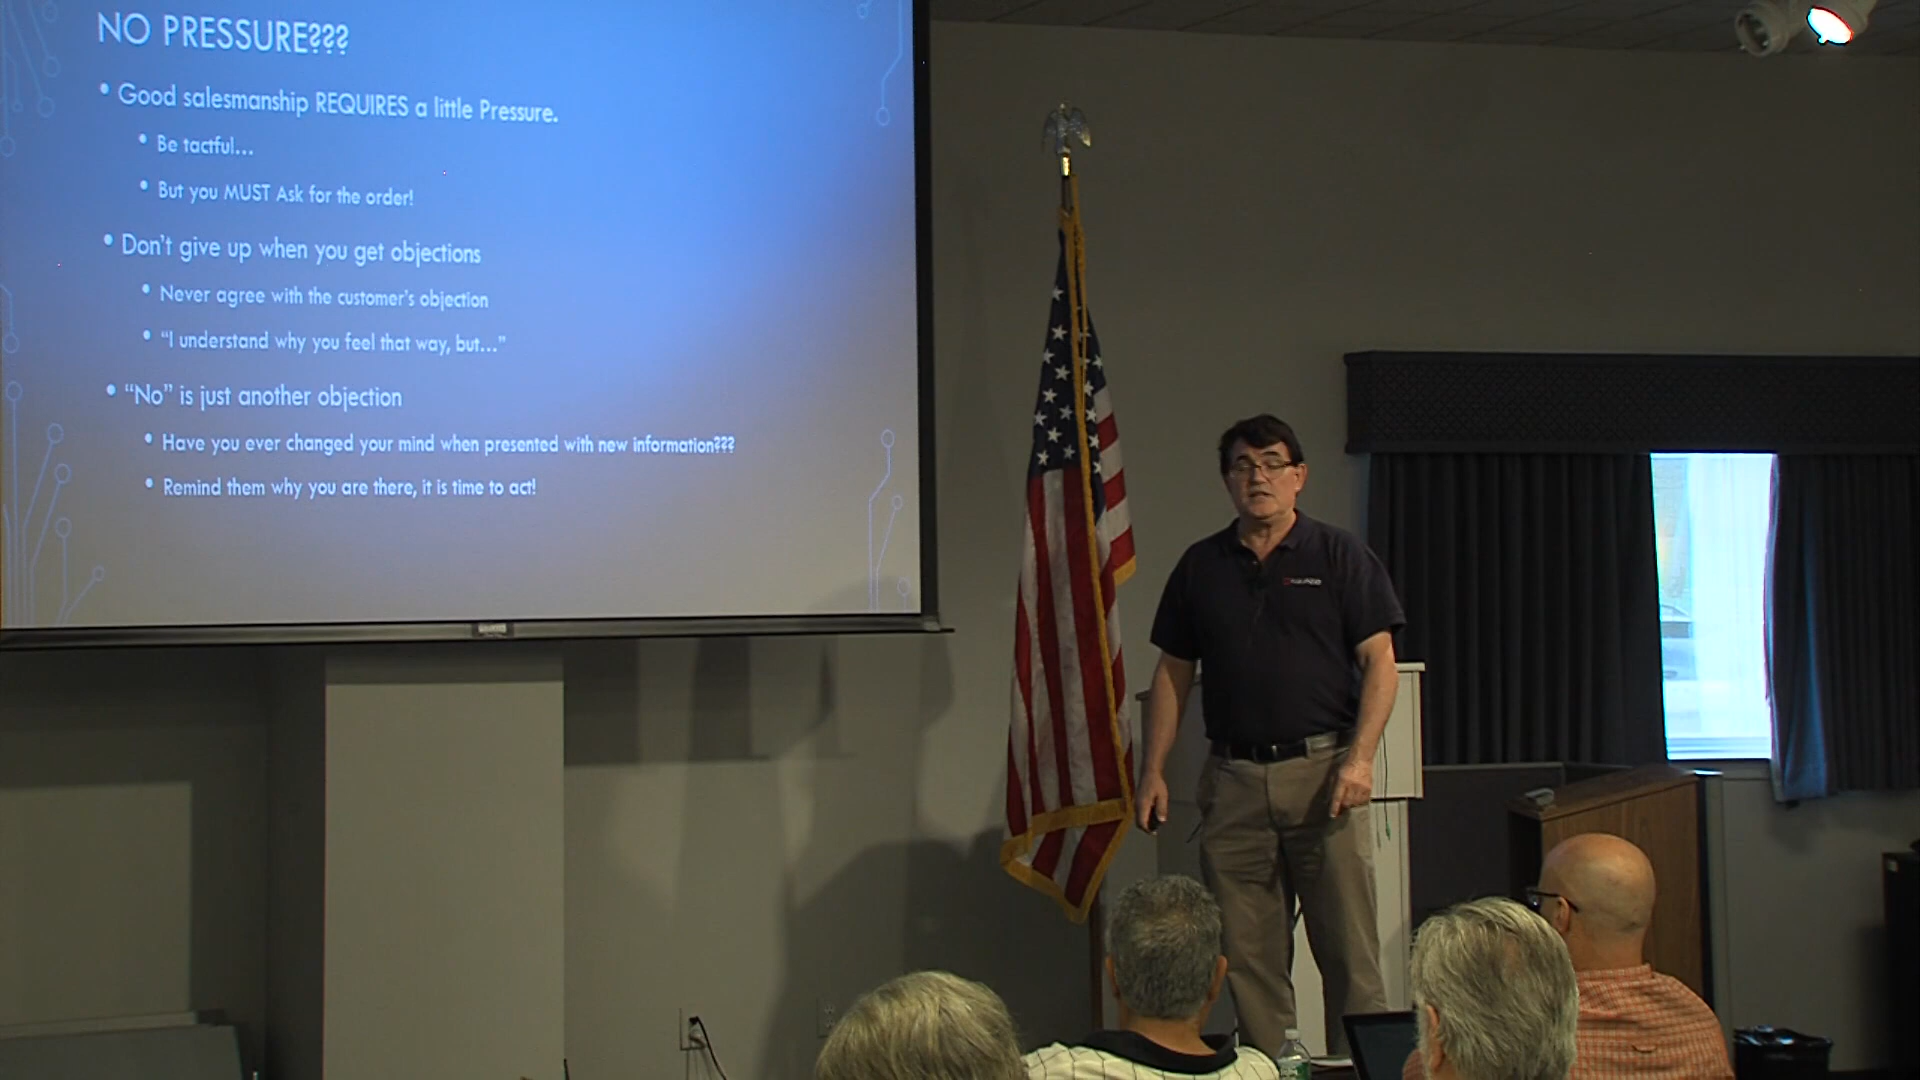 NO PRESSURE???
• Good salesmanship REQUIRES a little Pressure.
• Be tactful...
• But you MUST Ask for the order!
• Don't give up when you get objections
• Never agree with the customer's objection
• “I understand why you feel that way, but...”
• “No” is just another objection
• Have you ever changed your mind when presented with new information???
• Remind them why you are there, it is time to act!